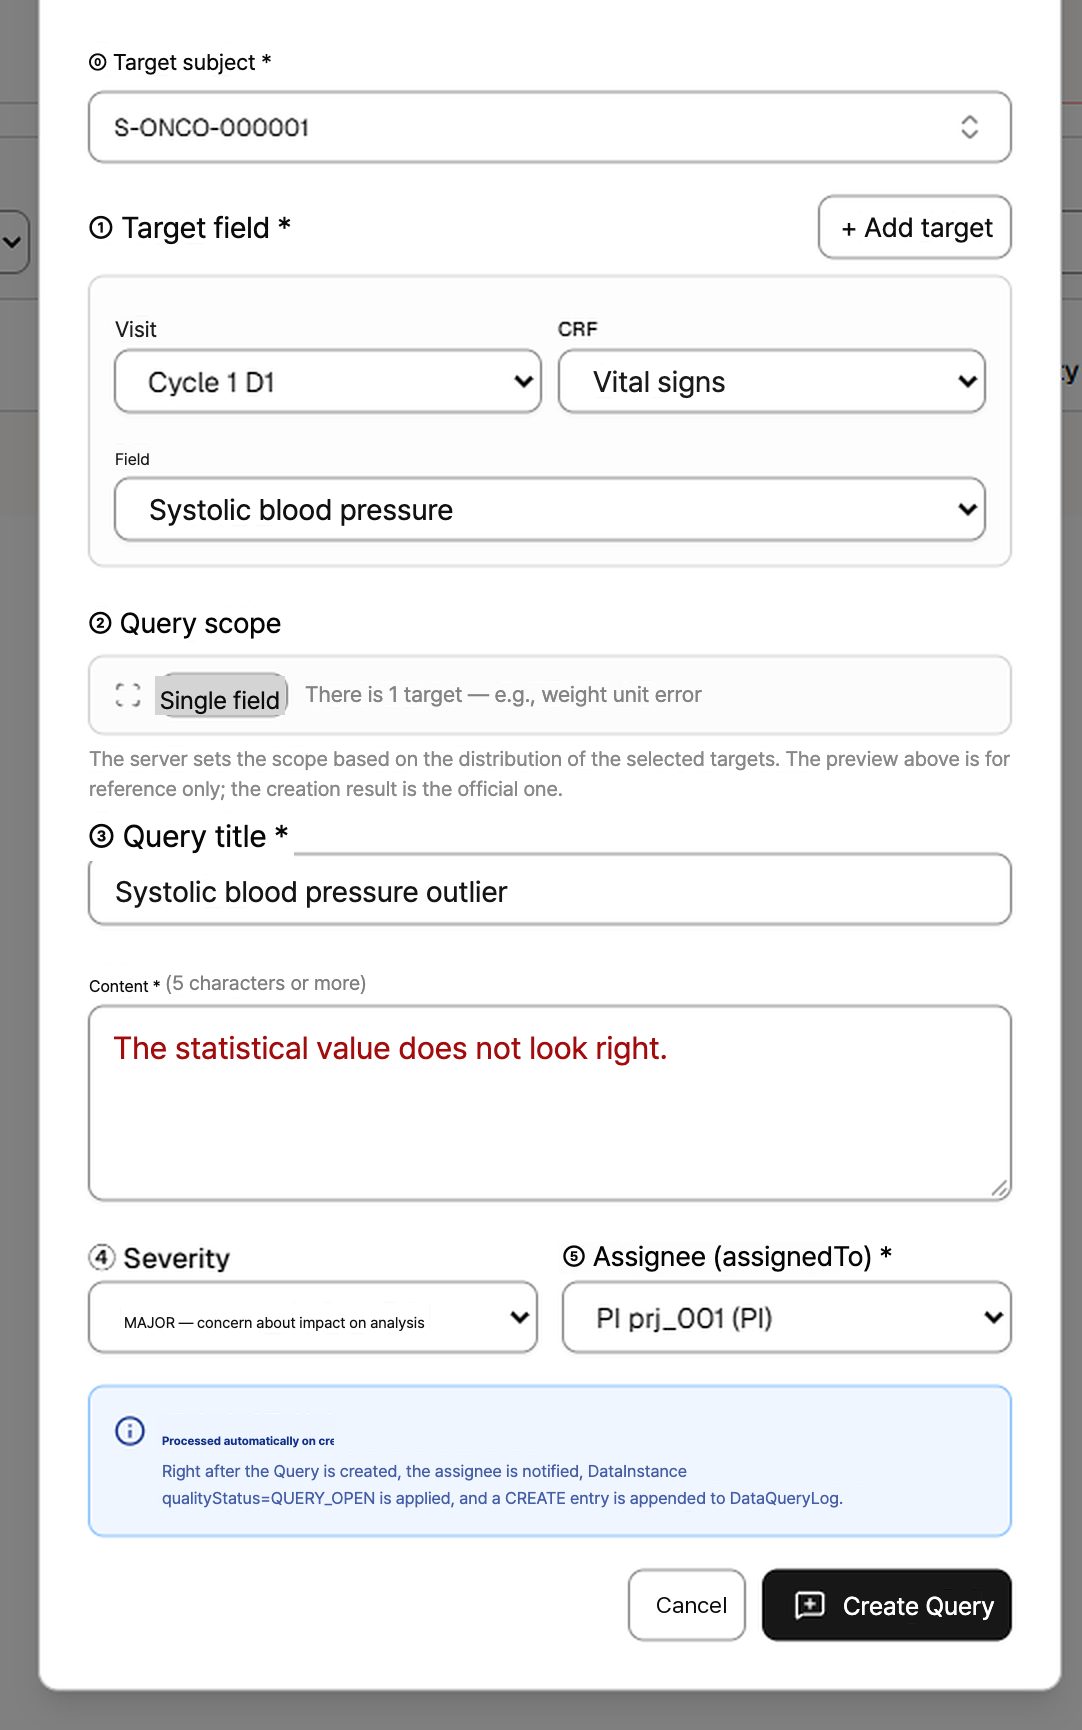 ⓪ Target subject *
S-ONCO-000001
① Target field *
+ Add target
Visit
CRF
Cycle 1 D1
Vital signs
ty
Field
Systolic blood pressure
② Query scope
Single field There is 1 target — e.g., weight unit error
The server sets the scope based on the distribution of the selected targets. The preview above is for
reference only; the creation result is the official one.
③ Query title *
Systolic blood pressure outlier
Content * (5 characters or more)
The statistical value does not look right.
④ Severity
⑤ Assignee (assignedTo) *
MAJOR — concern about impact on analysis
PI prj_001 (PI)
Processed automatically on cre
Right after the Query is created, the assignee is notified, DataInstance
qualityStatus=QUERY_OPEN is applied, and a CREATE entry is appended to DataQueryLog.
Cancel
Create Query